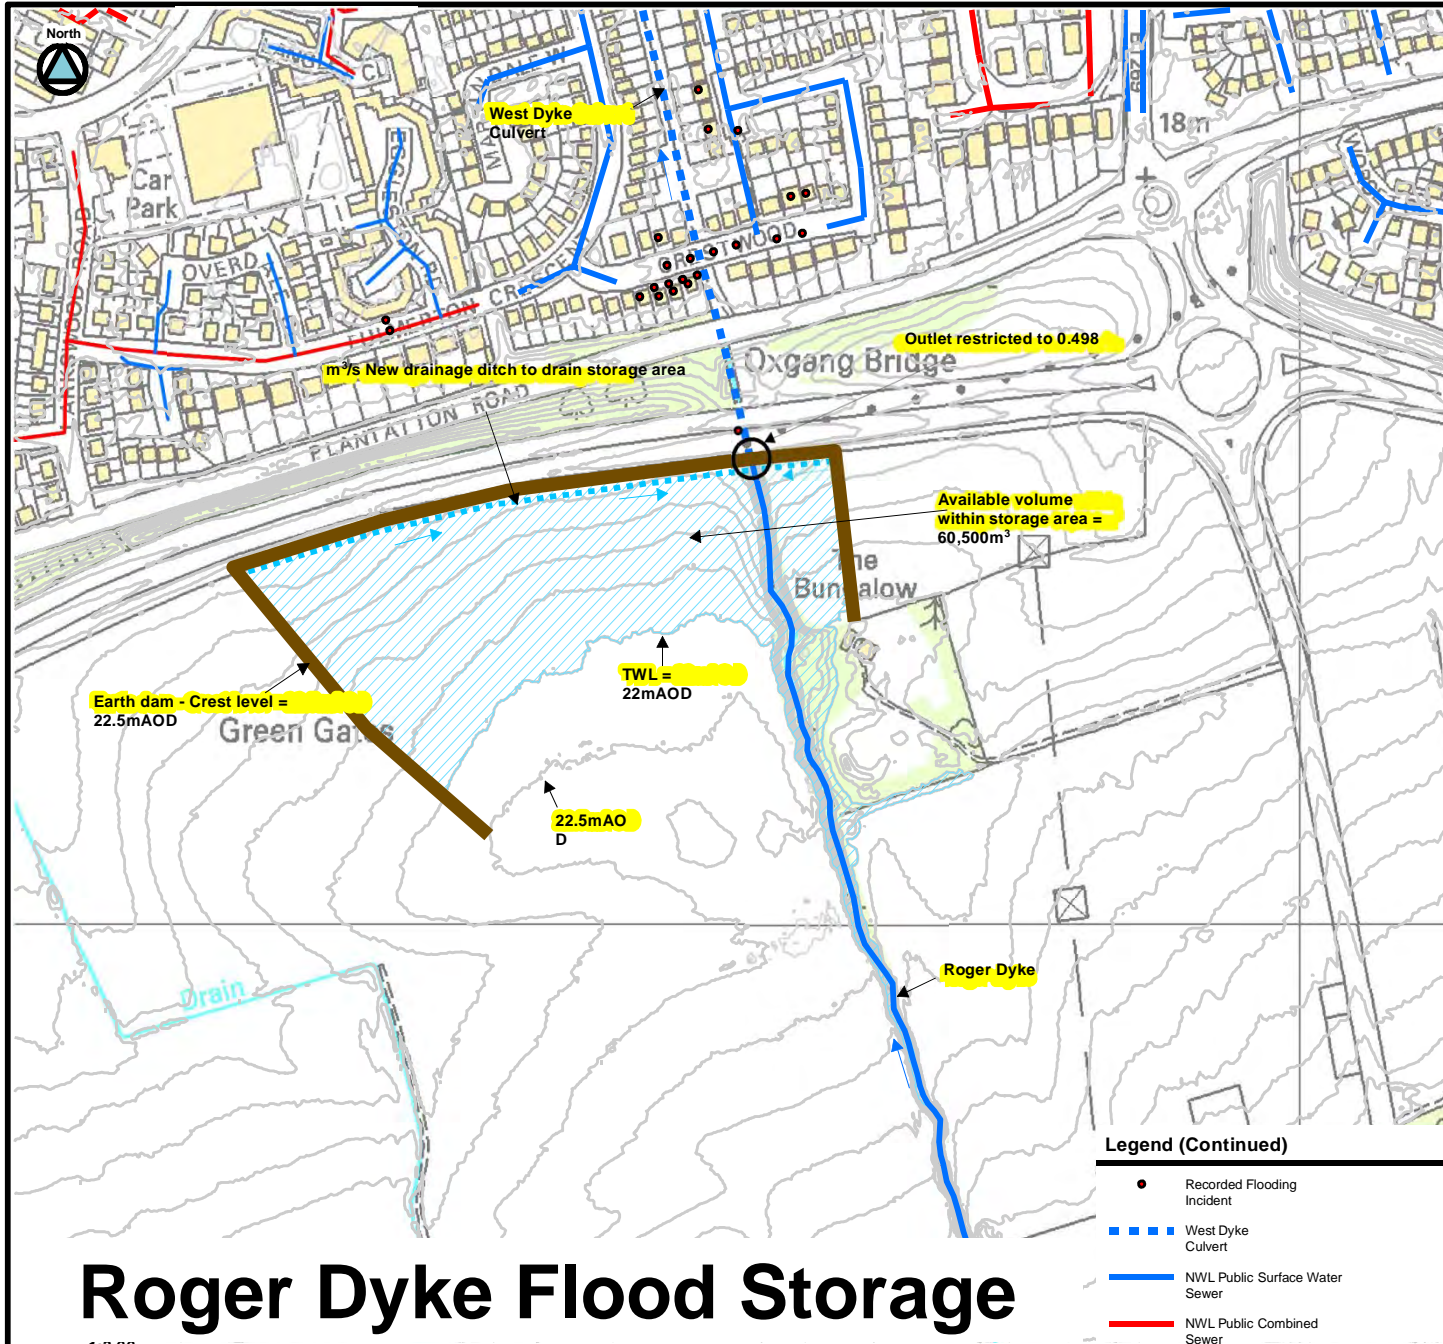 North
West Dyke
Culvert
18m
Car
Park
OVERD
CRESCEN
Outlet restricted to 0.498
Oxgang Bridge
m³/s New drainage ditch to drain storage area
PLANTATION ROAD
Available volume
within storage area =
60,500m³
The
Bungalow
TWL =
22mAOD
Earth dam - Crest level =
22.5mAOD
Green Gates
22.5mAO
D
Roger Dyke
Drain
Legend (Continued)
Recorded Flooding
Incident
West Dyke
Culvert
NWL Public Surface Water
Sewer
NWL Public Combined
Sewer
Roger Dyke Flood Storage